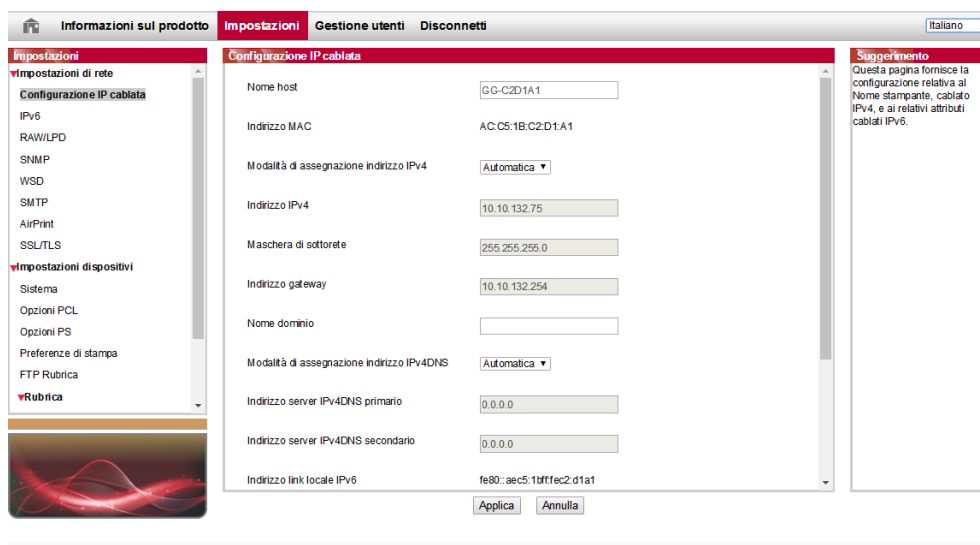 Informazioni sul prodotto Impostazioni Gestione utenti Disconnetti Italiano
Impostazioni
Impostazioni di rete
Configurazione IP cablata
IPv6
RAW/LPD
SNMP
WSD
SMTP
AirPrint
SSL/TLS
Impostazioni dispositivi
Sistema
Opzioni PCL
Opzioni PS
Preferenze di stampa
FTP Rubrica
Rubrica
Configurazione IP cablata
Nome host GG-C2D1A1
Indirizzo MAC AC:C5:1B:C2:D1:A1
Modalità di assegnazione indirizzo IPv4 Automatica
Indirizzo IPv4 10.10.132.75
Maschera di sottorete 255.255.255.0
Indirizzo gateway 10.10.132.254
Nome dominio
Modalità di assegnazione indirizzo IPv4DNS Automatica
Indirizzo server IPv4DNS primario 0.0.0.0
Indirizzo server IPv4DNS secondario 0.0.0.0
Indirizzo link locale IPv6 fe80::aec5:1bff:fec2:d1a1
Applica Annulla
Suggerimento
Questa pagina fornisce la
configurazione relativa al
Nome stampante, cablato
IPv4, e ai relativi attributi
cablati IPv6.